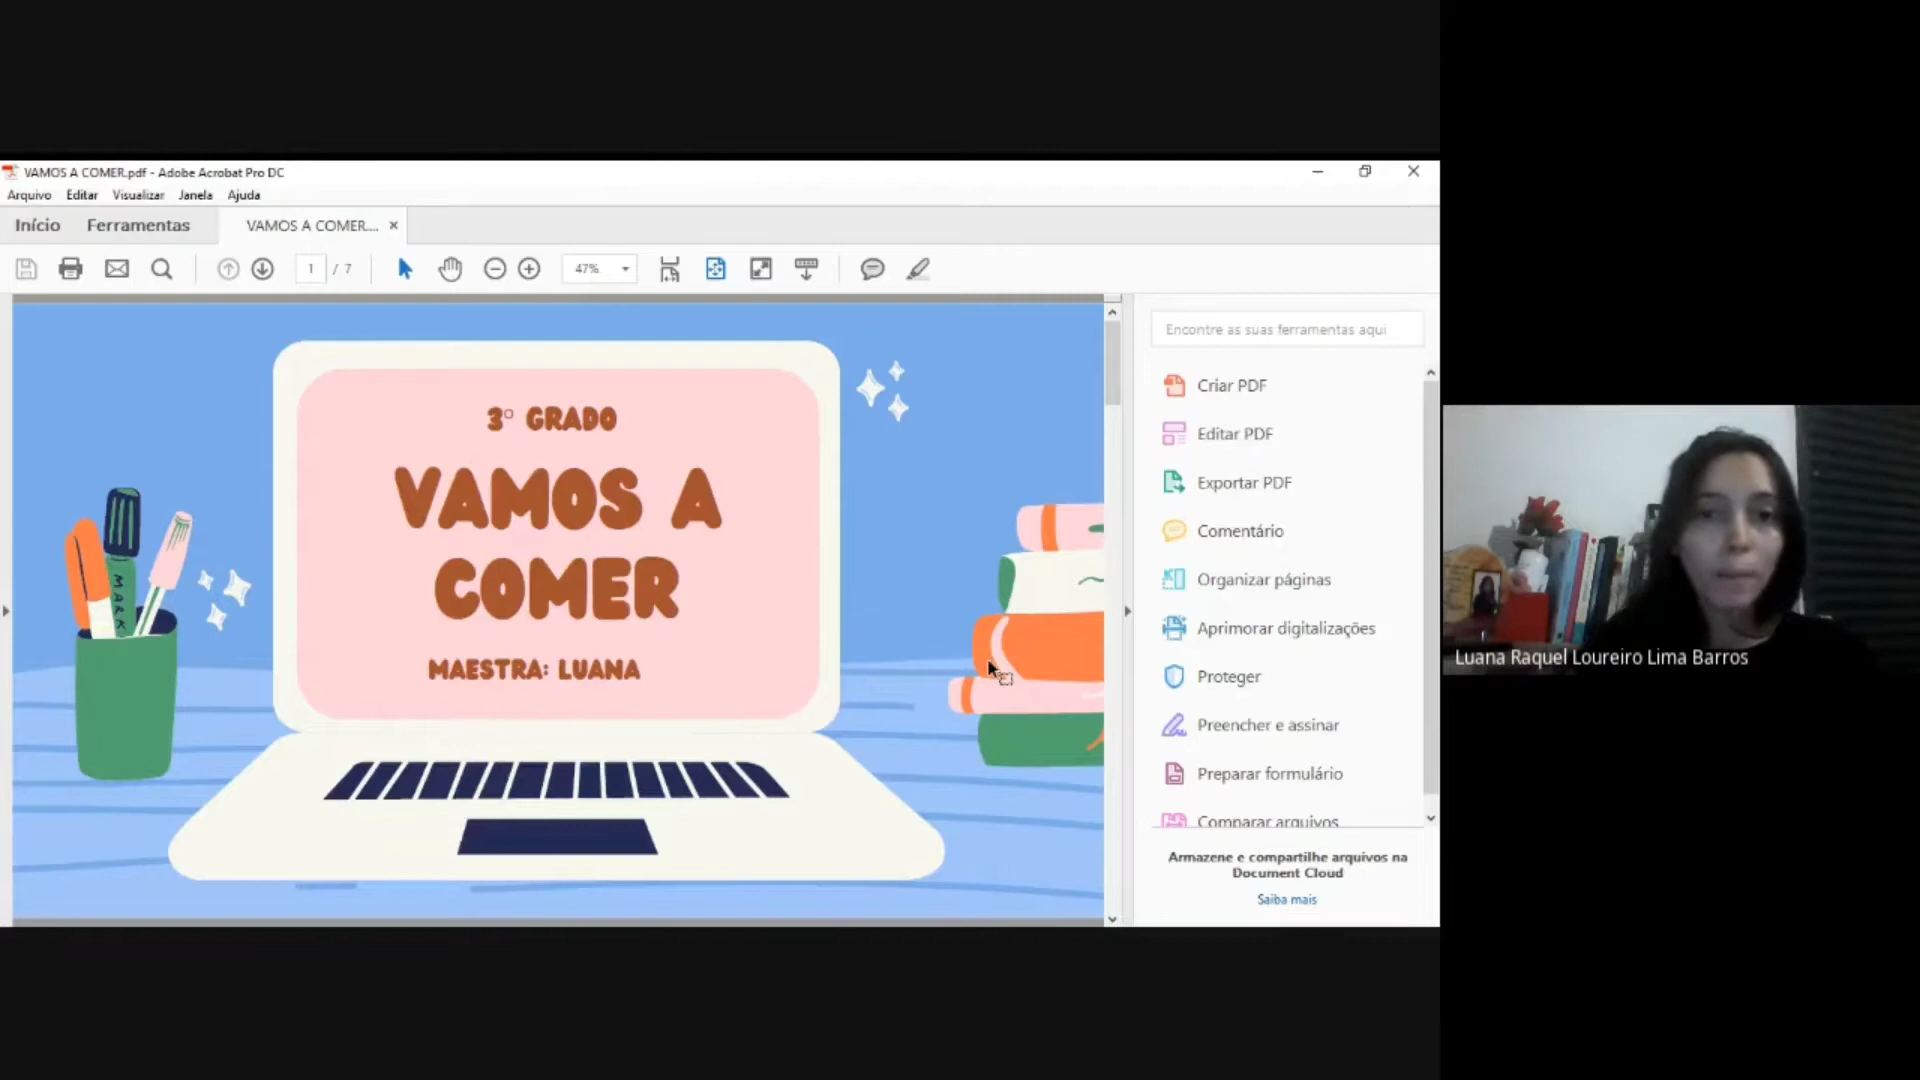 VAMOS A COMER.pdf - Adobe Acrobat Pro DC
Arquivo Editar Visualizar Janela Ajuda
Início Ferramentas VAMOS A COMER....
1 / 7 47%
3º GRADO
VAMOS A
COMER
MAESTRA: LUANA
MARK
Encontre as suas ferramentas aqui
Criar PDF
Editar PDF
Exportar PDF
Comentário
Organizar páginas
Aprimorar digitalizações
Proteger
Preencher e assinar
Preparar formulário
Comparar arquivos
Armazene e compartilhe arquivos na
Document Cloud
Saiba mais
Luana Raquel Loureiro Lima Barros